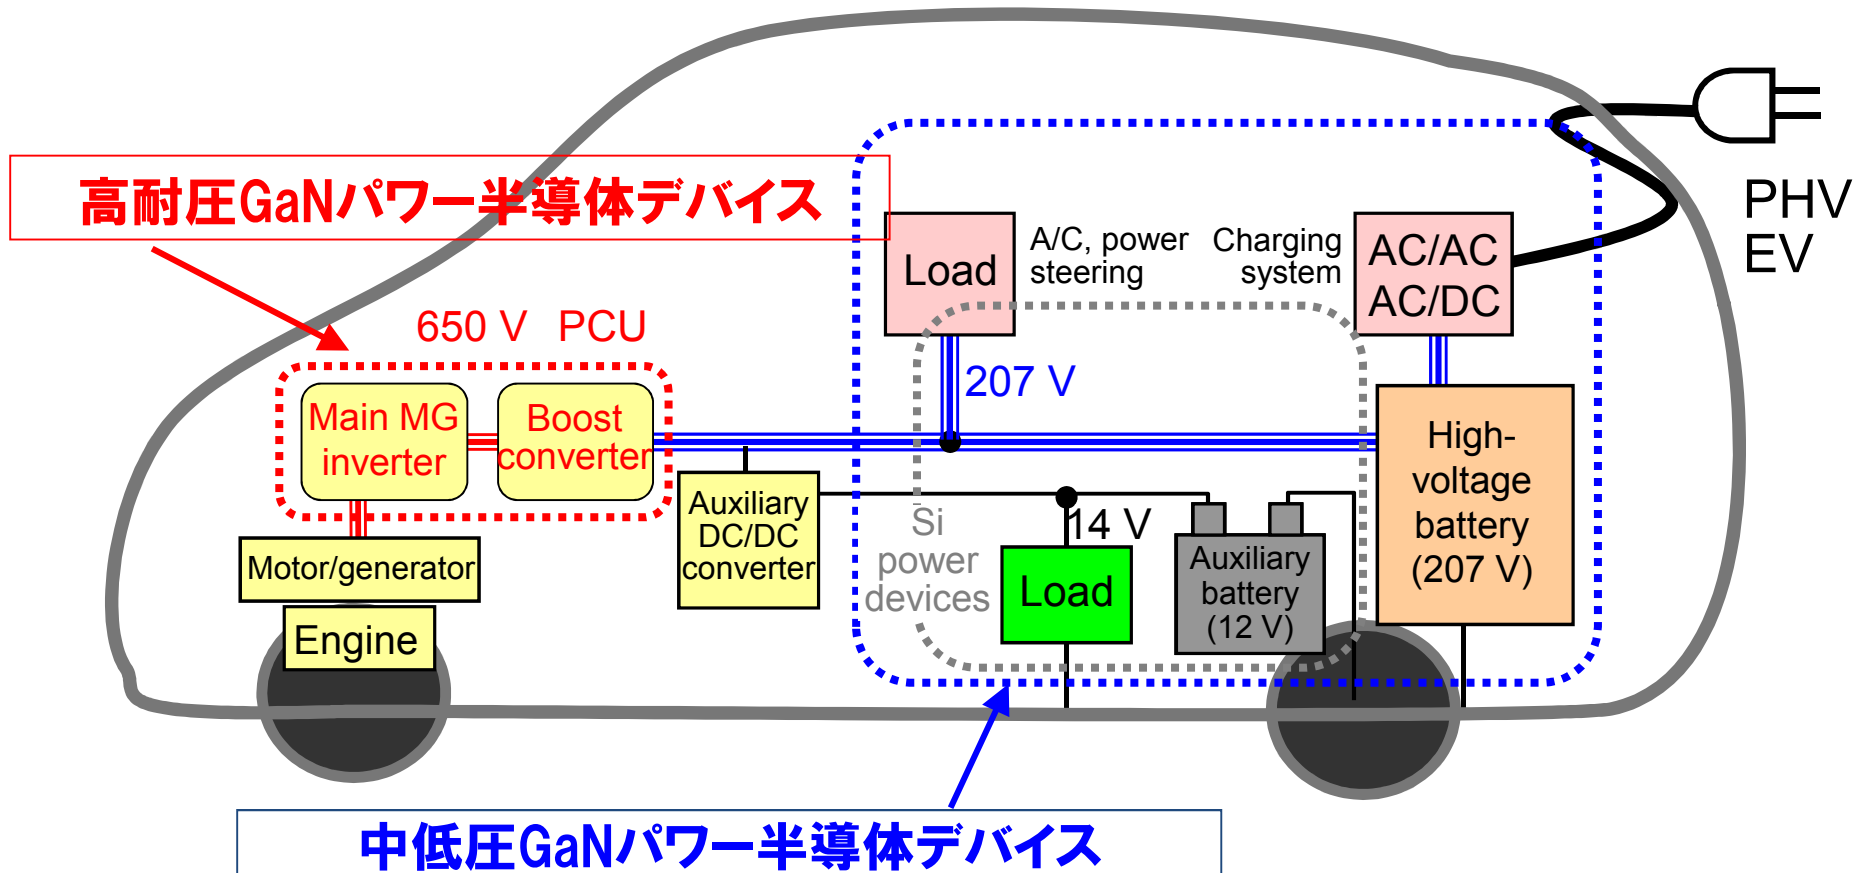 高耐圧GaNパワー半導体デバイス
PHV
EV
Load
A/C, power
steering
Charging
system
AC/AC
AC/DC
650 V PCU
207 V
Main MG
inverter
Boost
converter
High-
voltage
battery
(207 V)
Auxiliary
DC/DC
converter
Si
power
devices
14 V
Load
Auxiliary
battery
(12 V)
Motor/generator
Engine
中低圧GaNパワー半導体デバイス